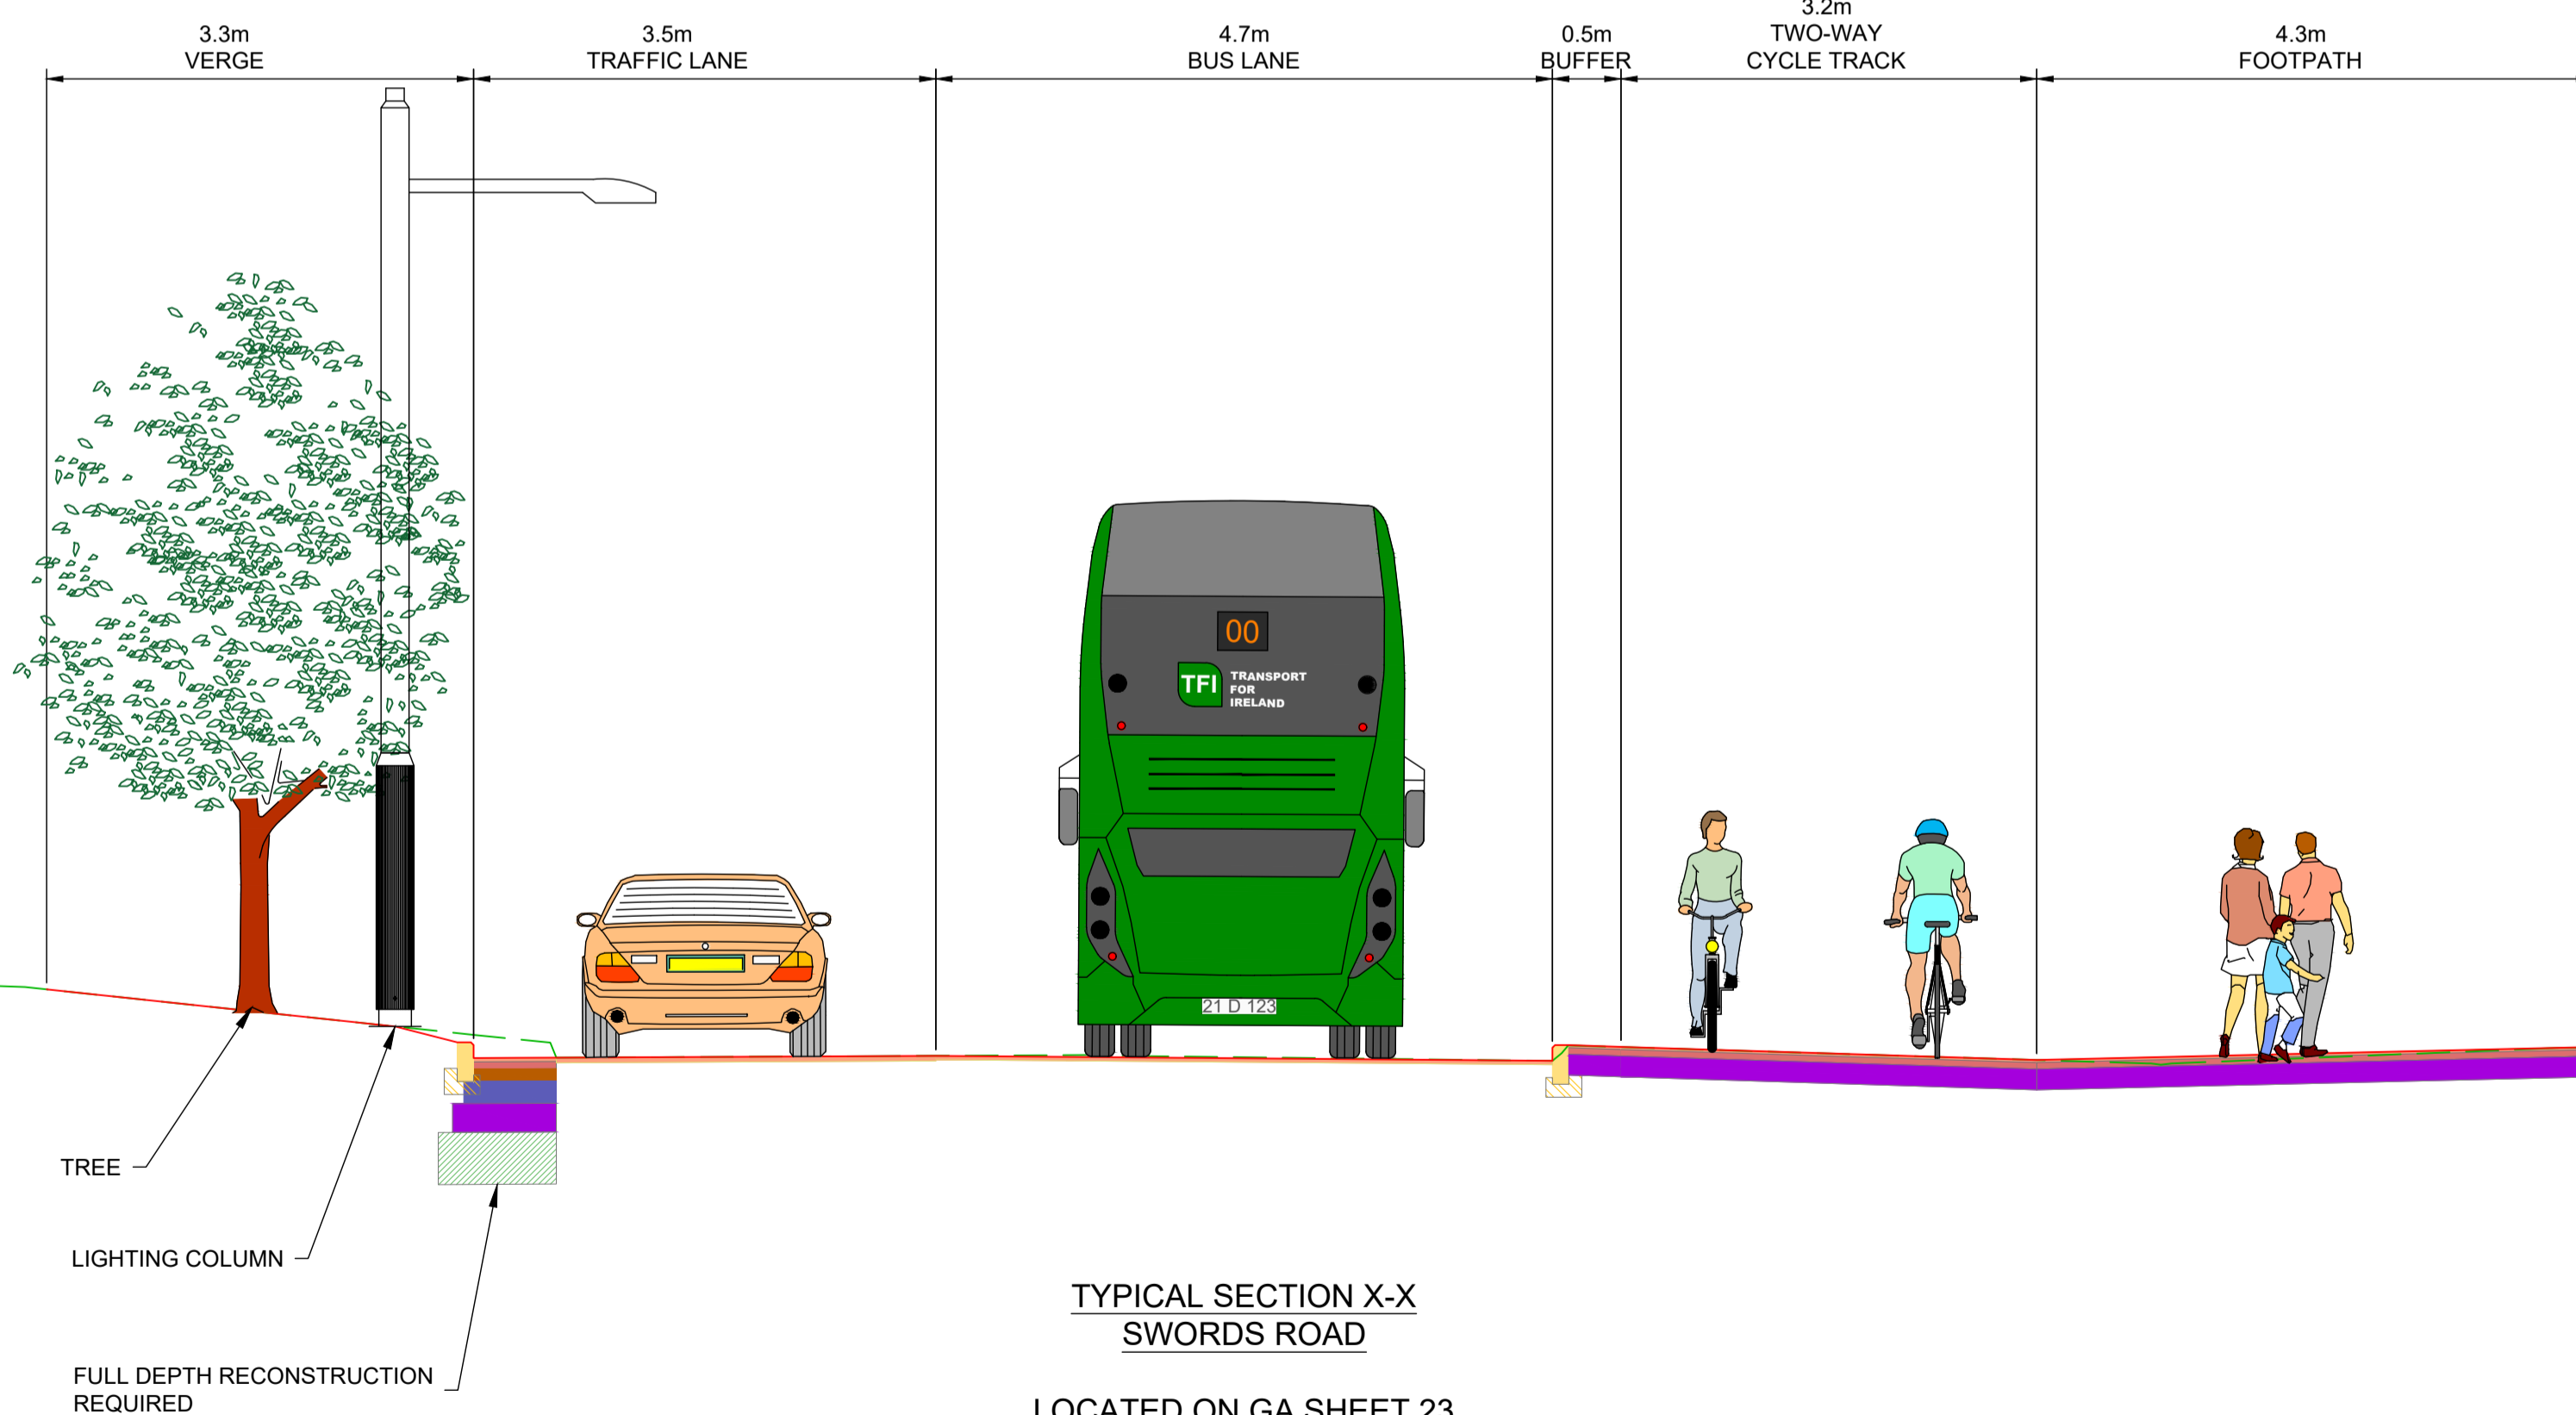 3.3m
VERGE
3.5m
TRAFFIC LANE
4.7m
BUS LANE
0.5m
BUFFER
3.2m
TWO-WAY
CYCLE TRACK
4.3m
FOOTPATH
00
TFI
TRANSPORT
FOR
IRELAND
21 D 123
TREE
LIGHTING COLUMN
FULL DEPTH RECONSTRUCTION
REQUIRED
TYPICAL SECTION X-X
SWORDS ROAD
LOCATED ON GA SHEET 23